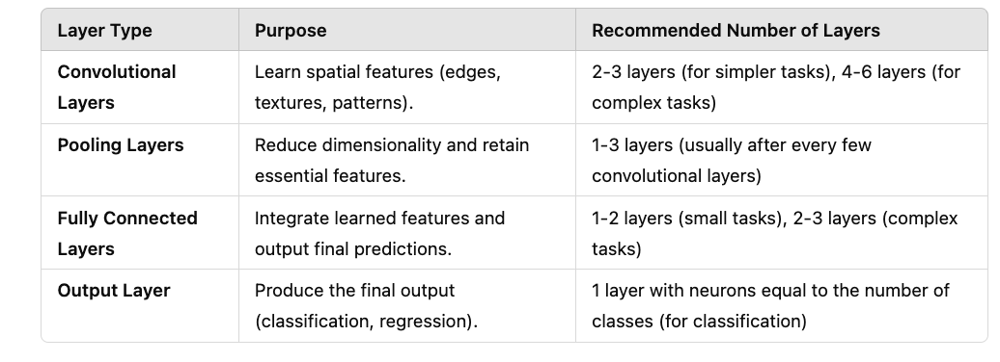 Layer Type
Purpose
Recommended Number of Layers
Convolutional
Layers
Learn spatial features (edges,
textures, patterns).
2-3 layers (for simpler tasks), 4-6 layers (for
complex tasks)
Pooling Layers
Reduce dimensionality and retain
essential features.
1-3 layers (usually after every few
convolutional layers)
Fully Connected
Layers
Integrate learned features and
output final predictions.
1-2 layers (small tasks), 2-3 layers (complex
tasks)
Output Layer
Produce the final output
(classification, regression).
1 layer with neurons equal to the number of
classes (for classification)